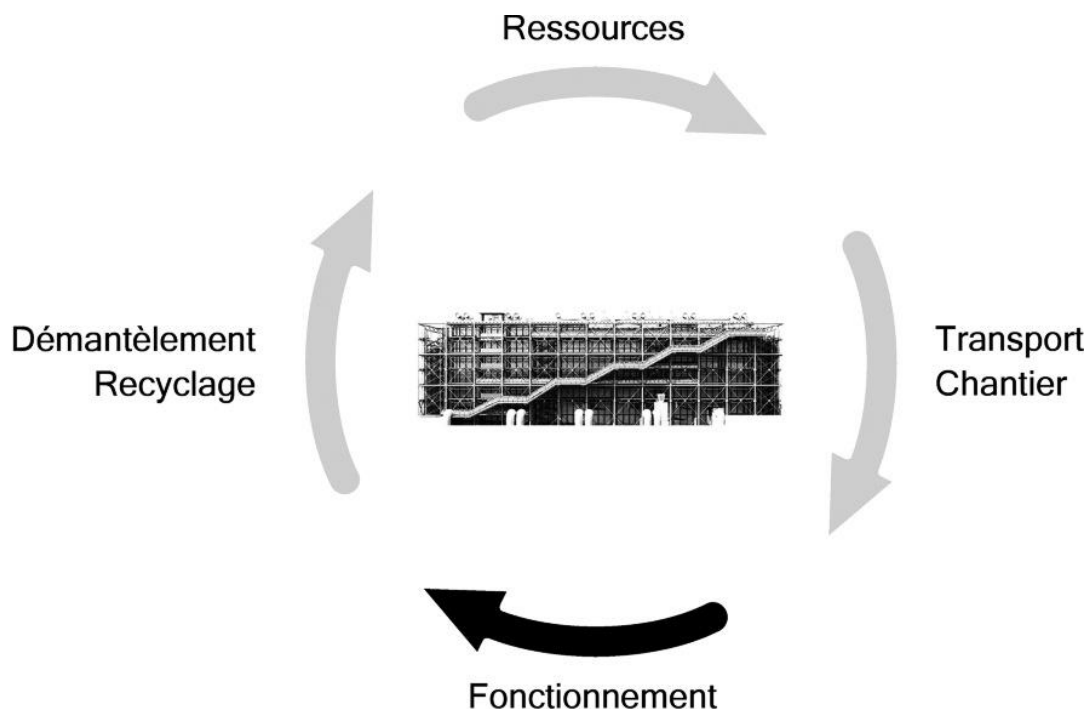 Ressources
Démantèlement
Recyclage
Transport
Chantier
Fonctionnement